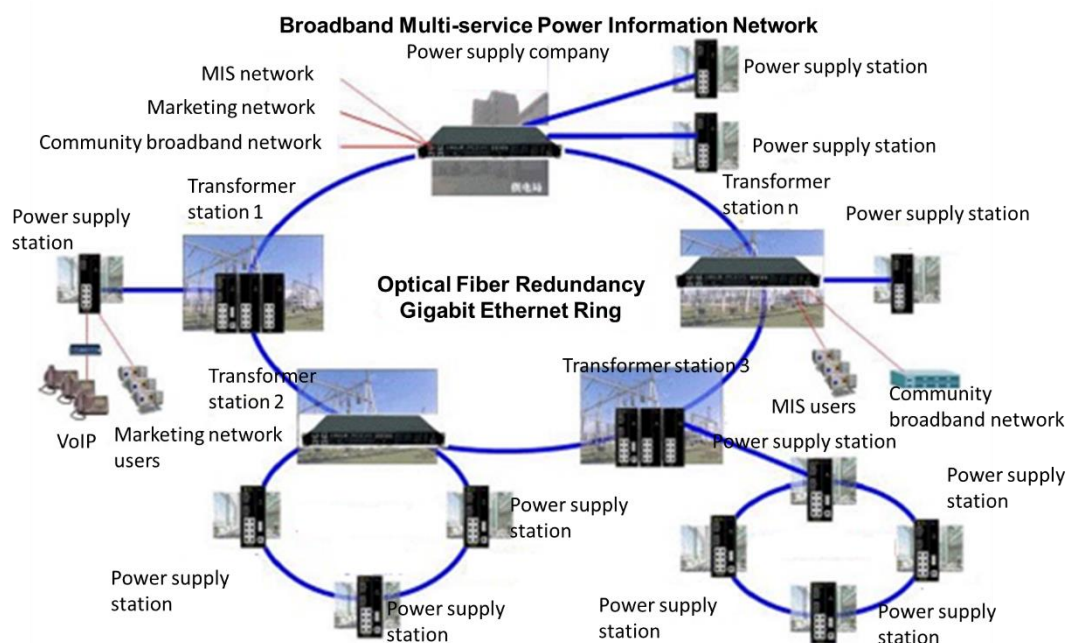 Broadband Multi-service Power Information Network
Power supply company
MIS network
Marketing network
Community broadband network
Power supply station
Power supply station
Transformer
station 1
Transformer
station n
Power supply
station
Power supply station
供电站
Optical Fiber Redundancy
Gigabit Ethernet Ring
Transformer
station 2
Transformer station 3
VoIP
Marketing network
users
MIS users
Community
broadband network
Power supply station
Power supply
station
Power supply
station
Power supply
station
Power supply
station
Power supply
station
Power supply
station